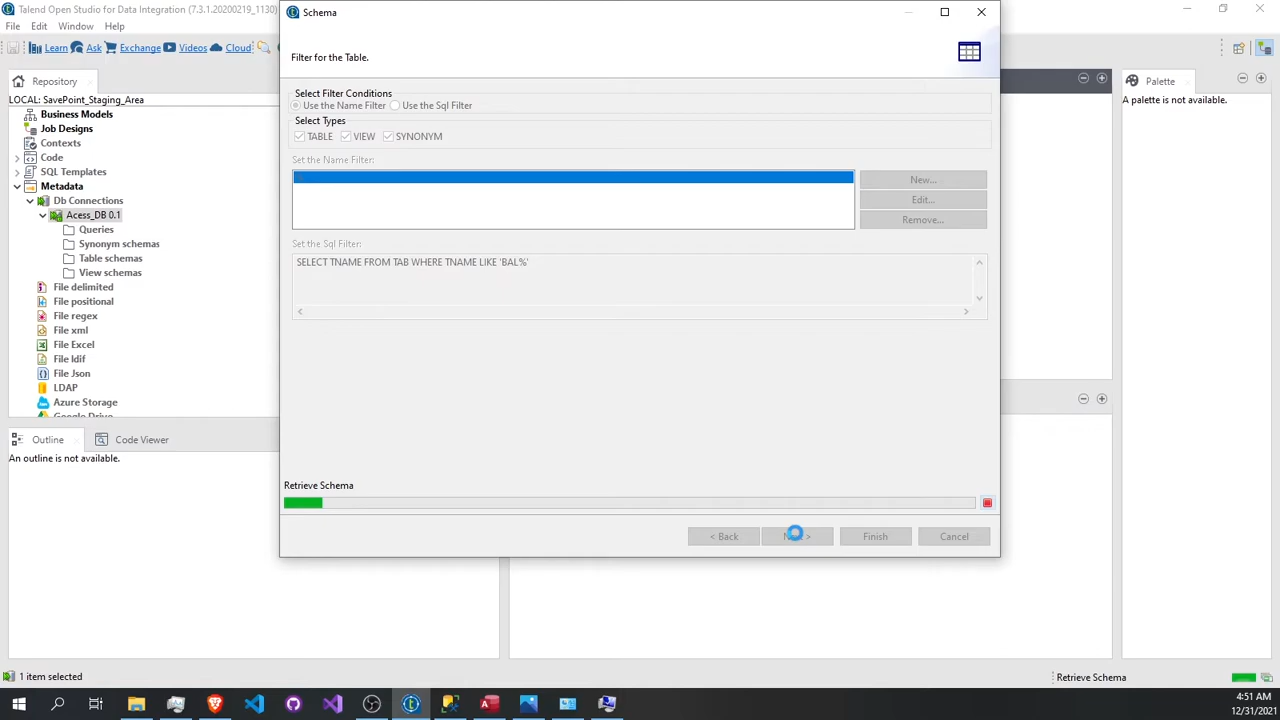 Talend Open Studio for Data Integration (7.3.1.20200219_1130)
Schema
File Edit Window Help
Learn Ask Exchange Videos Cloud
Filter for the Table.
Repository
LOCAL: SavePoint_Staging_Area
Business Models
Job Designs
Contexts
Code
SQL Templates
Metadata
Db Connections
Acess_DB 0.1
Queries
Synonym schemas
Table schemas
View schemas
File delimited
File positional
File regex
File xml
File Excel
File ldif
File Json
LDAP
Azure Storage
Google Drive
Select Filter Conditions
Use the Name Filter Use the Sql Filter
Select Types
TABLE VIEW SYNONYM
Set the Name Filter:
New...
Edit...
Remove...
Set the Sql Filter:
SELECT TNAME FROM TAB WHERE TNAME LIKE 'BAL%'
Retrieve Schema
< Back
Finish
Cancel
Palette
A palette is not available.
Outline
Code Viewer
An outline is not available.
1 item selected
Retrieve Schema
4:51 AM
12/31/2021